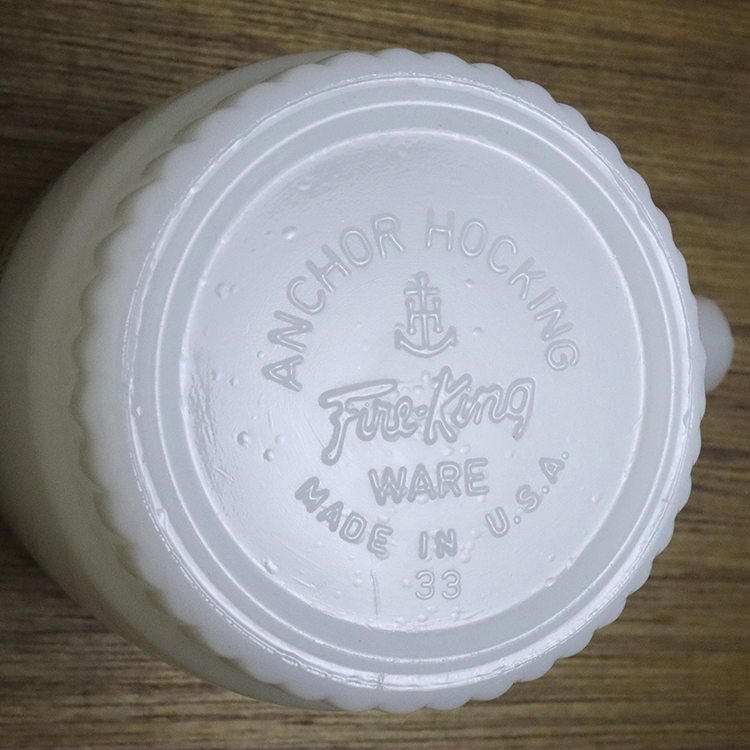 ANCHOR HOCKING
Fire-King
WARE
MADE IN U.S.A.
33